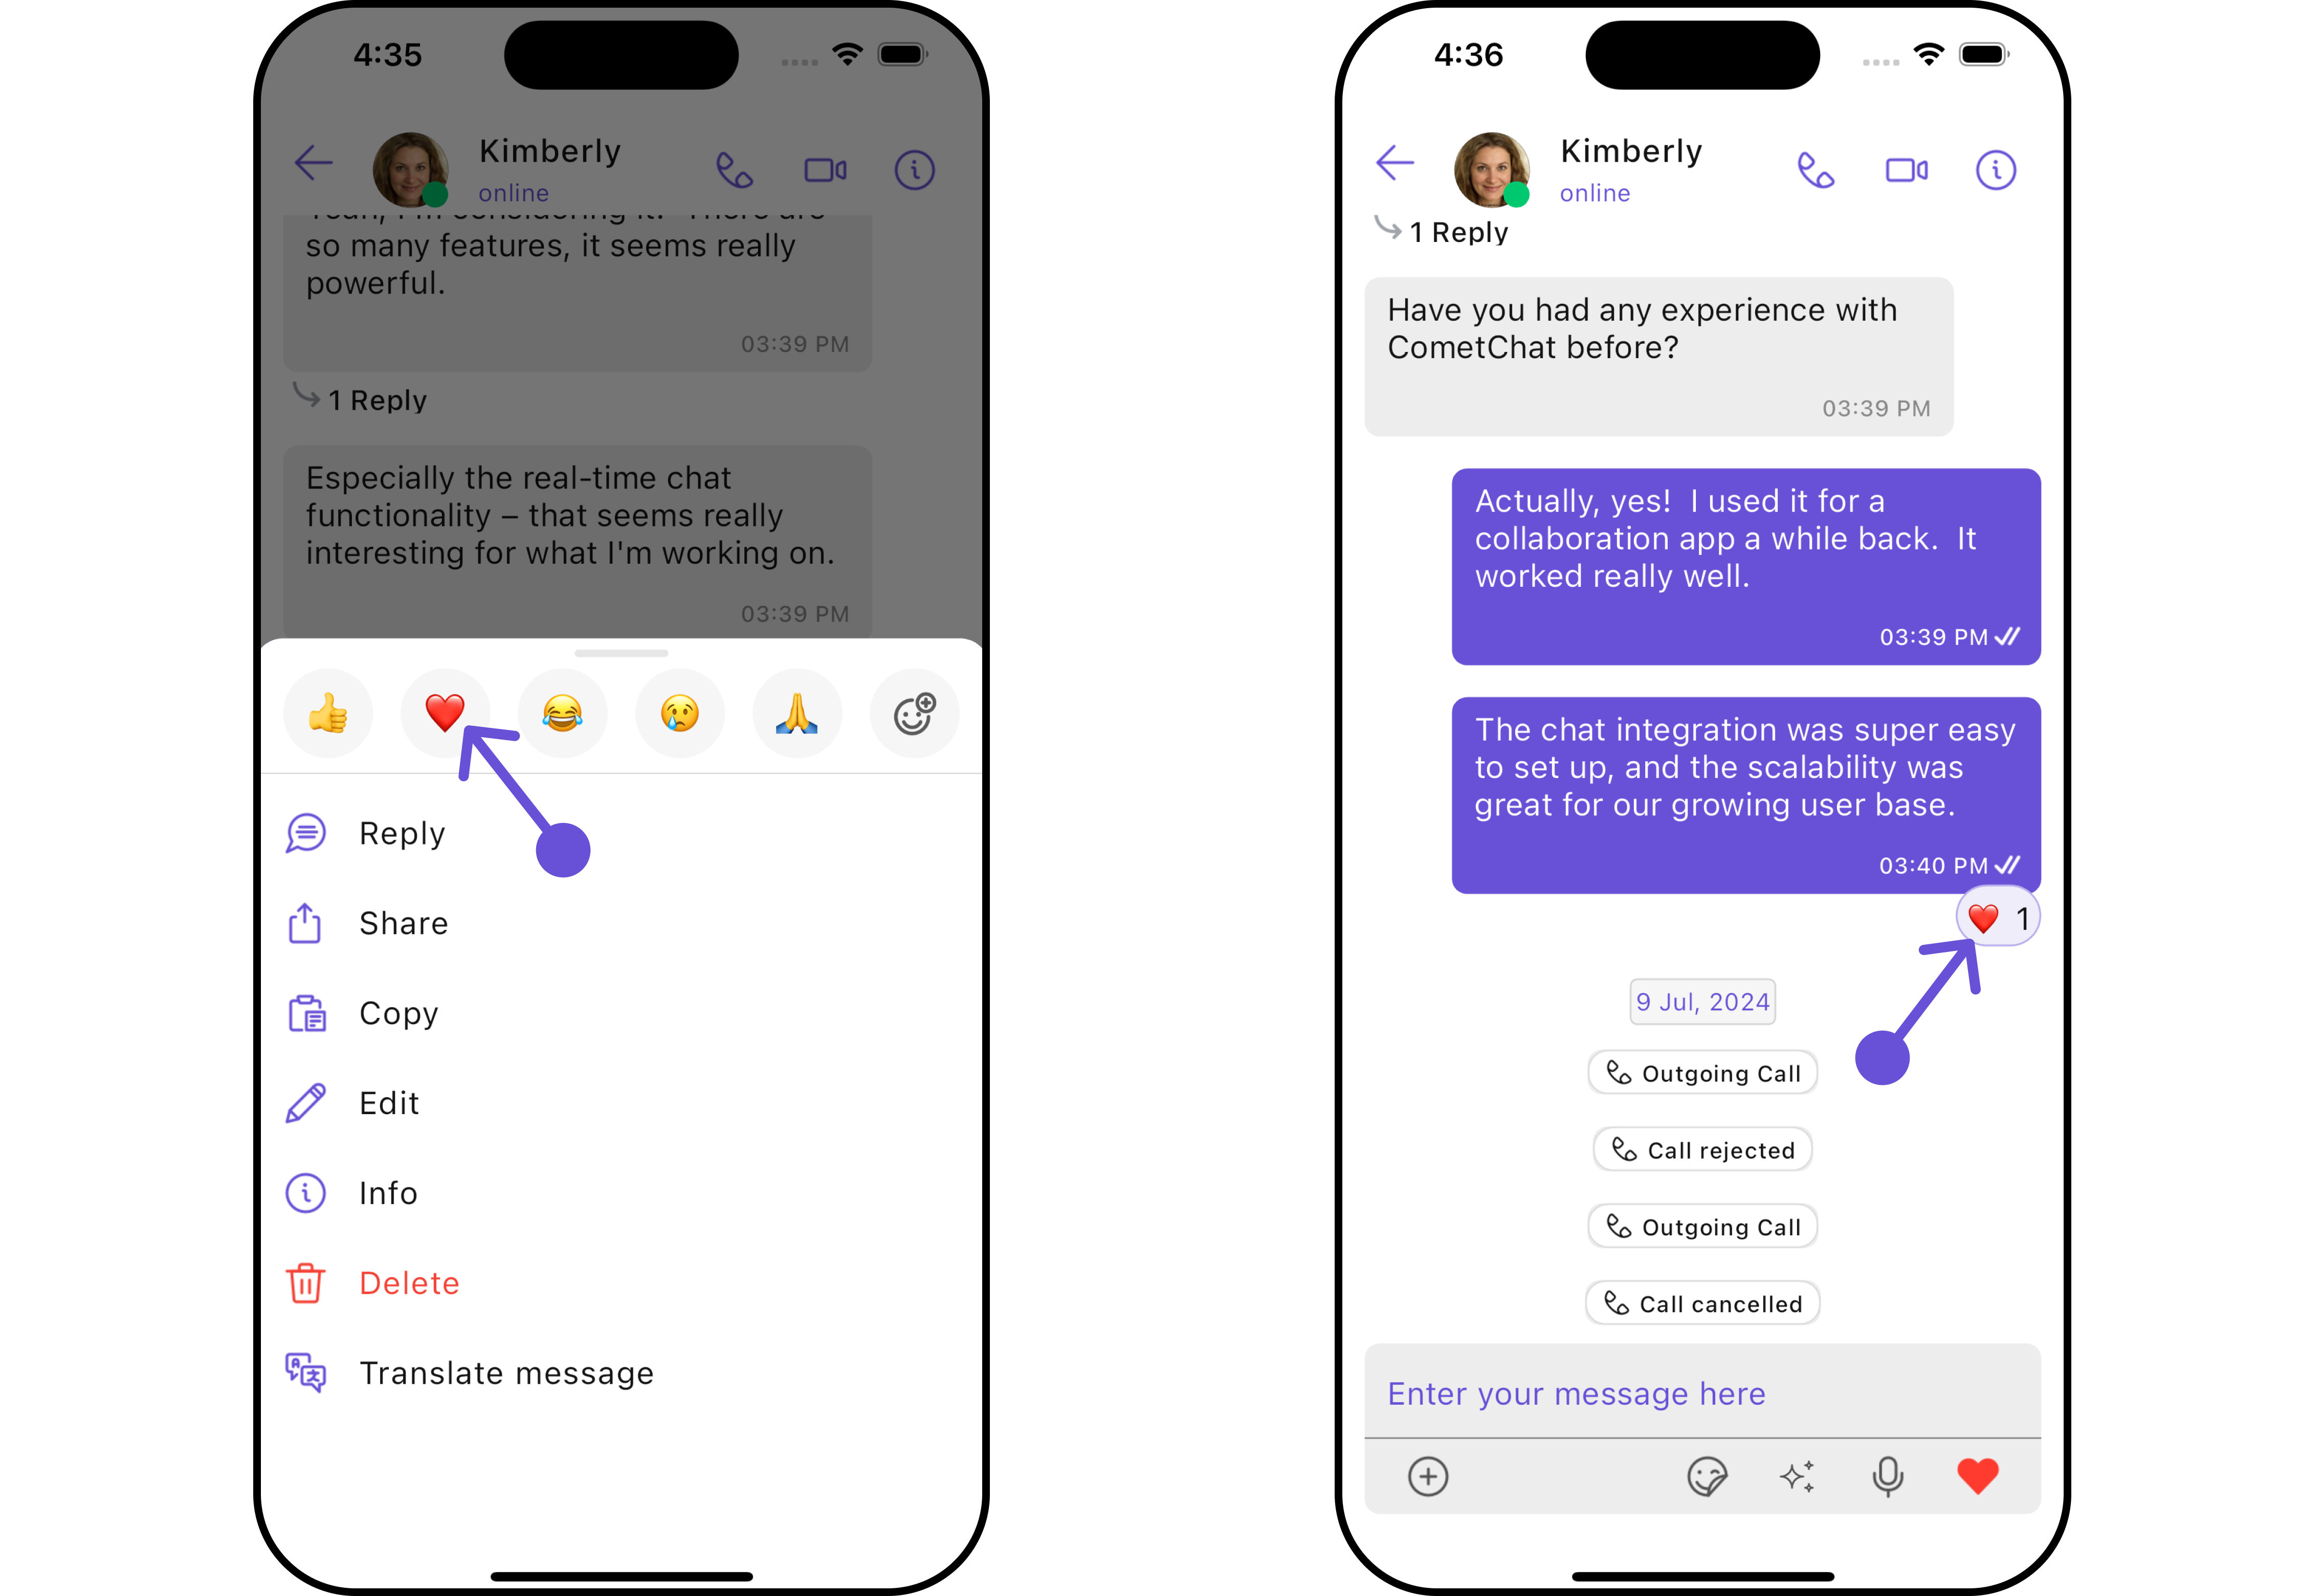 4:35
Kimberly
online
Yeah, I'm considering it! There are
so many features, it seems really
powerful.
03:39 PM
1 Reply
Especially the real-time chat
functionality – that seems really
interesting for what I'm working on.
03:39 PM
Reply
Share
Copy
Edit
Info
Delete
Translate message
4:36
Kimberly
online
1 Reply
Have you had any experience with
CometChat before?
03:39 PM
Actually, yes!  I used it for a
collaboration app a while back.  It
worked really well.
03:39 PM
The chat integration was super easy
to set up, and the scalability was
great for our growing user base.
03:40 PM
1
9 Jul, 2024
Outgoing Call
Call rejected
Outgoing Call
Call cancelled
Enter your message here